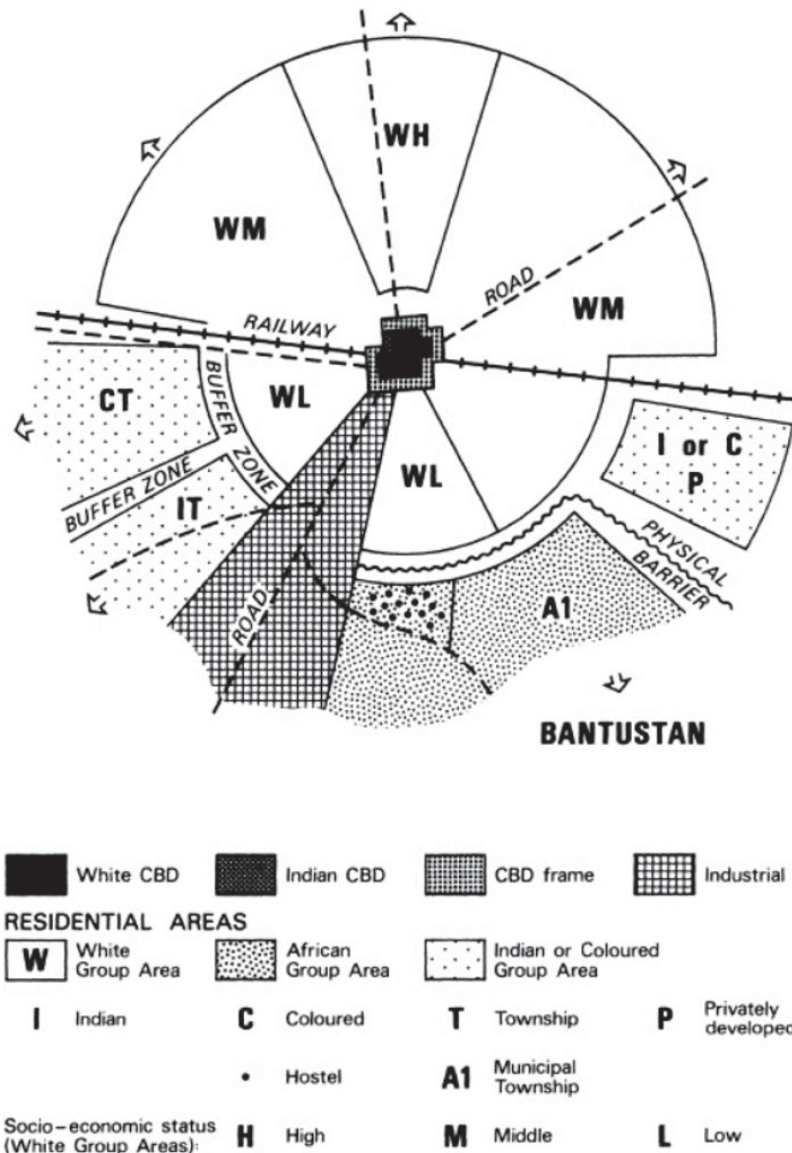 WH
WM
ROAD
WM
RAILWAY
CT
BUFFER ZONE
WL
I or C
P
WL
BUFFER ZONE
IT
PHYSICAL
BARRIER
A1
ROAD
BANTUSTAN
White CBD
Indian CBD
CBD frame
Industrial
RESIDENTIAL AREAS
W White
Group Area
African
Group Area
Indian or Coloured
Group Area
I Indian
C Coloured
T Township
P Privately
developed
Hostel
A1 Municipal
Township
Socio-economic status
(White Group Areas):
H High
M Middle
L Low